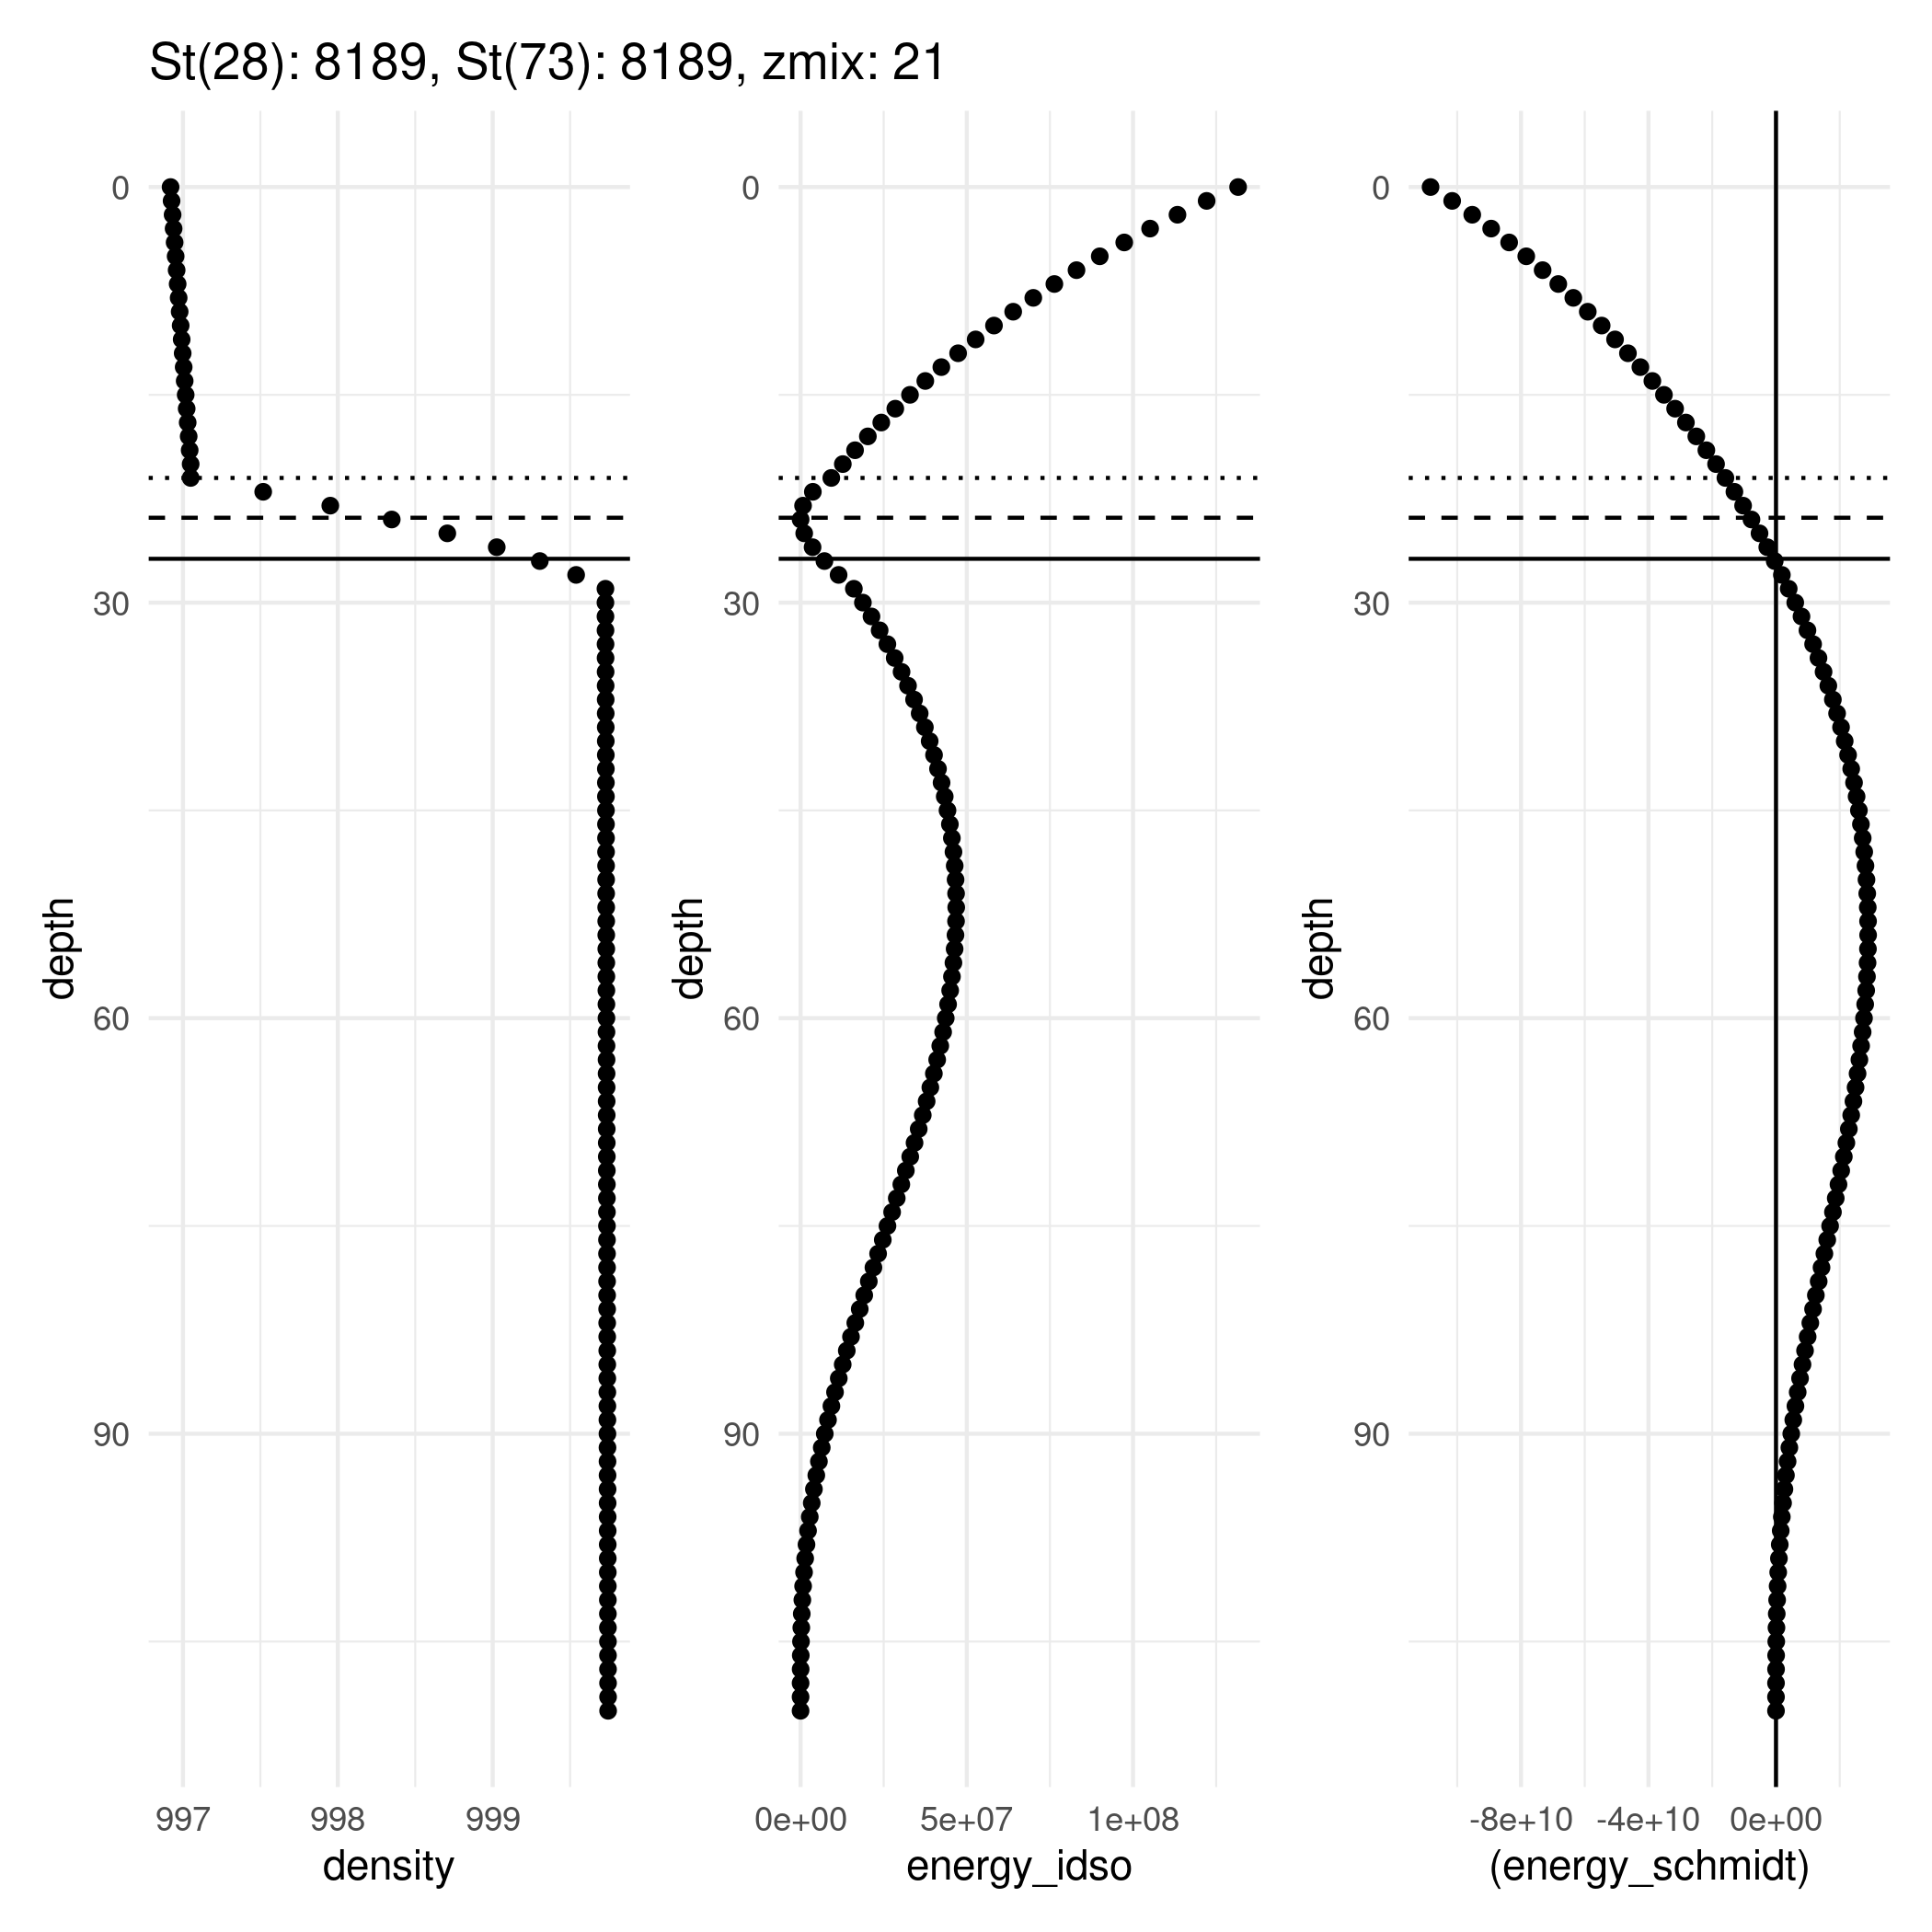 St(28): 8189, St(73): 8189, zmix: 21
0
30
60
90
depth
997 998 999
density
0
30
60
90
depth
0e+00 5e+07 1e+08
energy_idso
0
30
60
90
depth
-8e+10 -4e+10 0e+00
(energy_schmidt)